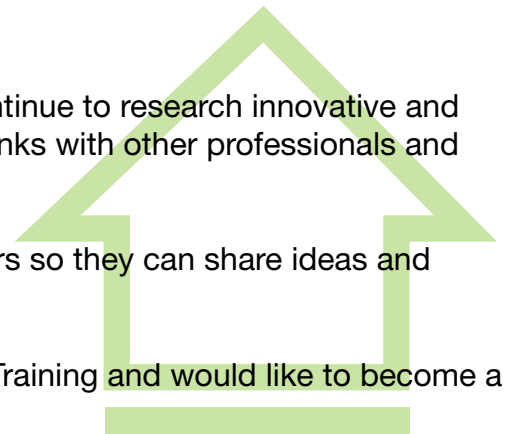 ntinue to research innovative and
nks with other professionals and
rs so they can share ideas and
Training and would like to become a